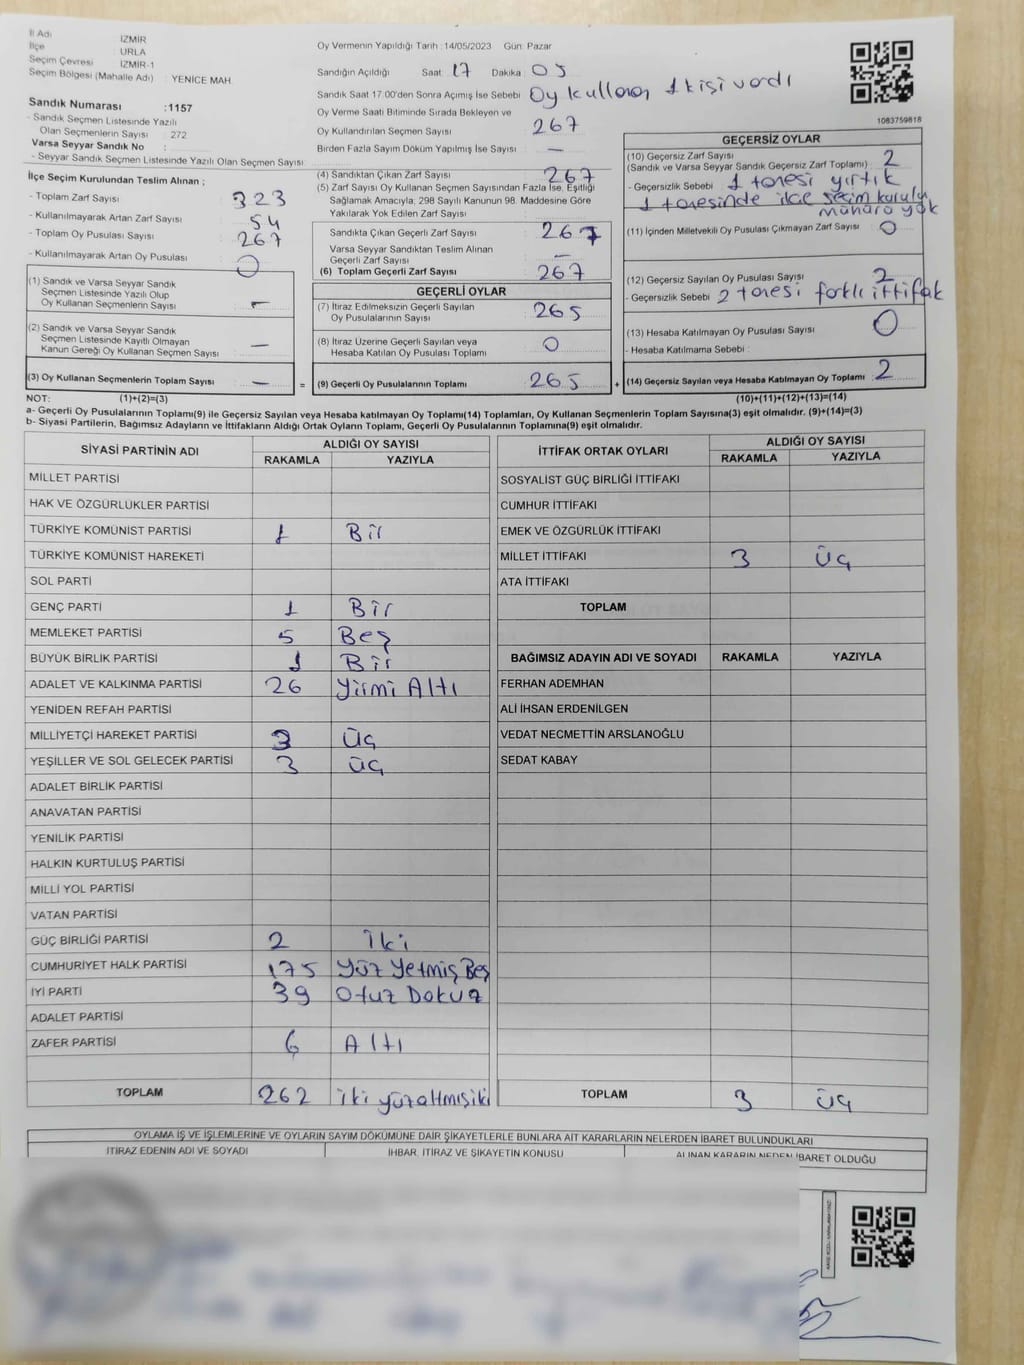 İl Adı İZMİR
İlçe URLA
Seçim Çevresi İZMİR-1
Seçim Bölgesi (Mahalle Adı) : YENİCE MAH.
Sandık Numarası :1157
- Sandık Seçmen Listesinde Yazılı
Olan Seçmenlerin Sayısı : 272
Varsa Seyyar Sandık No :
- Seyyar Sandık Seçmen Listesinde Yazılı Olan Seçmen Sayısı :
Oy Vermenin Yapıldığı Tarih :14/05/2023 Gün: Pazar
Sandığın Açıldığı Saat: 17 Dakika 05
Sandık Saat 17.00'den Sonra Açılmış İse Sebebi Oy kullanan 1 kişi vardı
Oy Verme Saati Bitiminde Sırada Bekleyen ve
Oy Kullandırılan Seçmen Sayısı 267
Birden Fazla Sayım Döküm Yapılmış İse Sayısı : —
1083759818
İlçe Seçim Kurulundan Teslim Alınan ;
- Toplam Zarf Sayısı : 323
- Kullanılmayarak Artan Zarf Sayısı : 54
- Toplam Oy Pusulası Sayısı : 267
- Kullanılmayarak Artan Oy Pusulası : 0
(1) Sandık ve Varsa Seyyar Sandık
Seçmen Listesinde Yazılı Olup
Oy Kullanan Seçmenlerin Sayısı : —
(2) Sandık ve Varsa Seyyar Sandık
Seçmen Listesinde Kayıtlı Olmayan
Kanun Gereği Oy Kullanan Seçmen Sayısı : —
(3) Oy Kullanan Seçmenlerin Toplam Sayısı : — =
(4) Sandıktan Çıkan Zarf Sayısı : 267
(5) Zarf Sayısı Oy Kullanan Seçmen Sayısından Fazla İse, Eşitliği
Sağlamak Amacıyla; 298 Sayılı Kanunun 98. Maddesine Göre
Yakılarak Yok Edilen Zarf Sayısı :
Sandıkta Çıkan Geçerli Zarf Sayısı : 267
Varsa Seyyar Sandıktan Teslim Alınan
Geçerli Zarf Sayısı : —
(6) Toplam Geçerli Zarf Sayısı : 267
GEÇERLİ OYLAR
(7) İtiraz Edilmeksizin Geçerli Sayılan
Oy Pusulalarının Sayısı : 265
(8) İtiraz Üzerine Geçerli Sayılan veya
Hesaba Katılan Oy Pusulası Toplamı : 0
(9) Geçerli Oy Pusulalarının Toplamı : 265 +
GEÇERSİZ OYLAR
(10) Geçersiz Zarf Sayısı
(Sandık ve Varsa Seyyar Sandık Geçersiz Zarf Toplamı) : 2
- Geçersizlik Sebebi : 1 tanesi yırtık
1 tanesinde ilçe seçim kurulu
mührü yok
(11) İçinden Milletvekili Oy Pusulası Çıkmayan Zarf Sayısı : 0
(12) Geçersiz Sayılan Oy Pusulası Sayısı : 2
- Geçersizlik Sebebi : 2 tanesi farklı ittifak
(13) Hesaba Katılmayan Oy Pusulası Sayısı : 0
- Hesaba Katılmama Sebebi :
(14) Geçersiz Sayılan veya Hesaba Katılmayan Oy Toplamı : 2
NOT: (1)+(2)=(3) (10)+(11)+(12)+(13)=(14)
a- Geçerli Oy Pusulalarının Toplamı(9) ile Geçersiz Sayılan veya Hesaba katılmayan Oy Toplamı(14) Toplamları, Oy Kullanan Seçmenlerin Toplam Sayısına(3) eşit olmalıdır. (9)+(14)=(3)
b- Siyasi Partilerin, Bağımsız Adayların ve İttifakların Aldığı Ortak Oyların Toplamı, Geçerli Oy Pusulalarının Toplamına(9) eşit olmalıdır.
SİYASİ PARTİNİN ADI ALDIĞI OY SAYISI
RAKAMLA YAZIYLA
MİLLET PARTİSİ
HAK VE ÖZGÜRLÜKLER PARTİSİ
TÜRKİYE KOMÜNİST PARTİSİ 1 Bir
TÜRKİYE KOMÜNİST HAREKETİ
SOL PARTİ
GENÇ PARTİ 1 Bir
MEMLEKET PARTİSİ 5 Beş
BÜYÜK BİRLİK PARTİSİ 1 Bir
ADALET VE KALKINMA PARTİSİ 26 Yirmi Altı
YENİDEN REFAH PARTİSİ
MİLLİYETÇİ HAREKET PARTİSİ 3 Üç
YEŞİLLER VE SOL GELECEK PARTİSİ 3 Üç
ADALET BİRLİK PARTİSİ
ANAVATAN PARTİSİ
YENİLİK PARTİSİ
HALKIN KURTULUŞ PARTİSİ
MİLLİ YOL PARTİSİ
VATAN PARTİSİ
GÜÇ BİRLİĞİ PARTİSİ 2 İki
CUMHURİYET HALK PARTİSİ 175 Yüz Yetmiş Beş
İYİ PARTİ 39 Otuz Dokuz
ADALET PARTİSİ
ZAFER PARTİSİ 6 Altı
TOPLAM 262 İki yüz altmış iki
İTTİFAK ORTAK OYLARI ALDIĞI OY SAYISI
RAKAMLA YAZIYLA
SOSYALİST GÜÇ BİRLİĞİ İTTİFAKI
CUMHUR İTTİFAKI
EMEK VE ÖZGÜRLÜK İTTİFAKI
MİLLET İTTİFAKI 3 Üç
ATA İTTİFAKI
TOPLAM
BAĞIMSIZ ADAYIN ADI VE SOYADI RAKAMLA YAZIYLA
FERHAN ADEMHAN
ALİ İHSAN ERDENİLGEN
VEDAT NECMETTİN ARSLANOĞLU
SEDAT KABAY
TOPLAM 3 Üç
OYLAMA İŞ VE İŞLEMLERİNE VE OYLARIN SAYIM DÖKÜMÜNE DAİR ŞİKAYETLERLE BUNLARA AİT KARARLARIN NELERDEN İBARET BULUNDUKLARI
İTİRAZ EDENİN ADI VE SOYADI İHBAR, İTİRAZ VE ŞİKAYETİN KONUSU ALINAN KARARIN NEDEN İBARET OLDUĞU